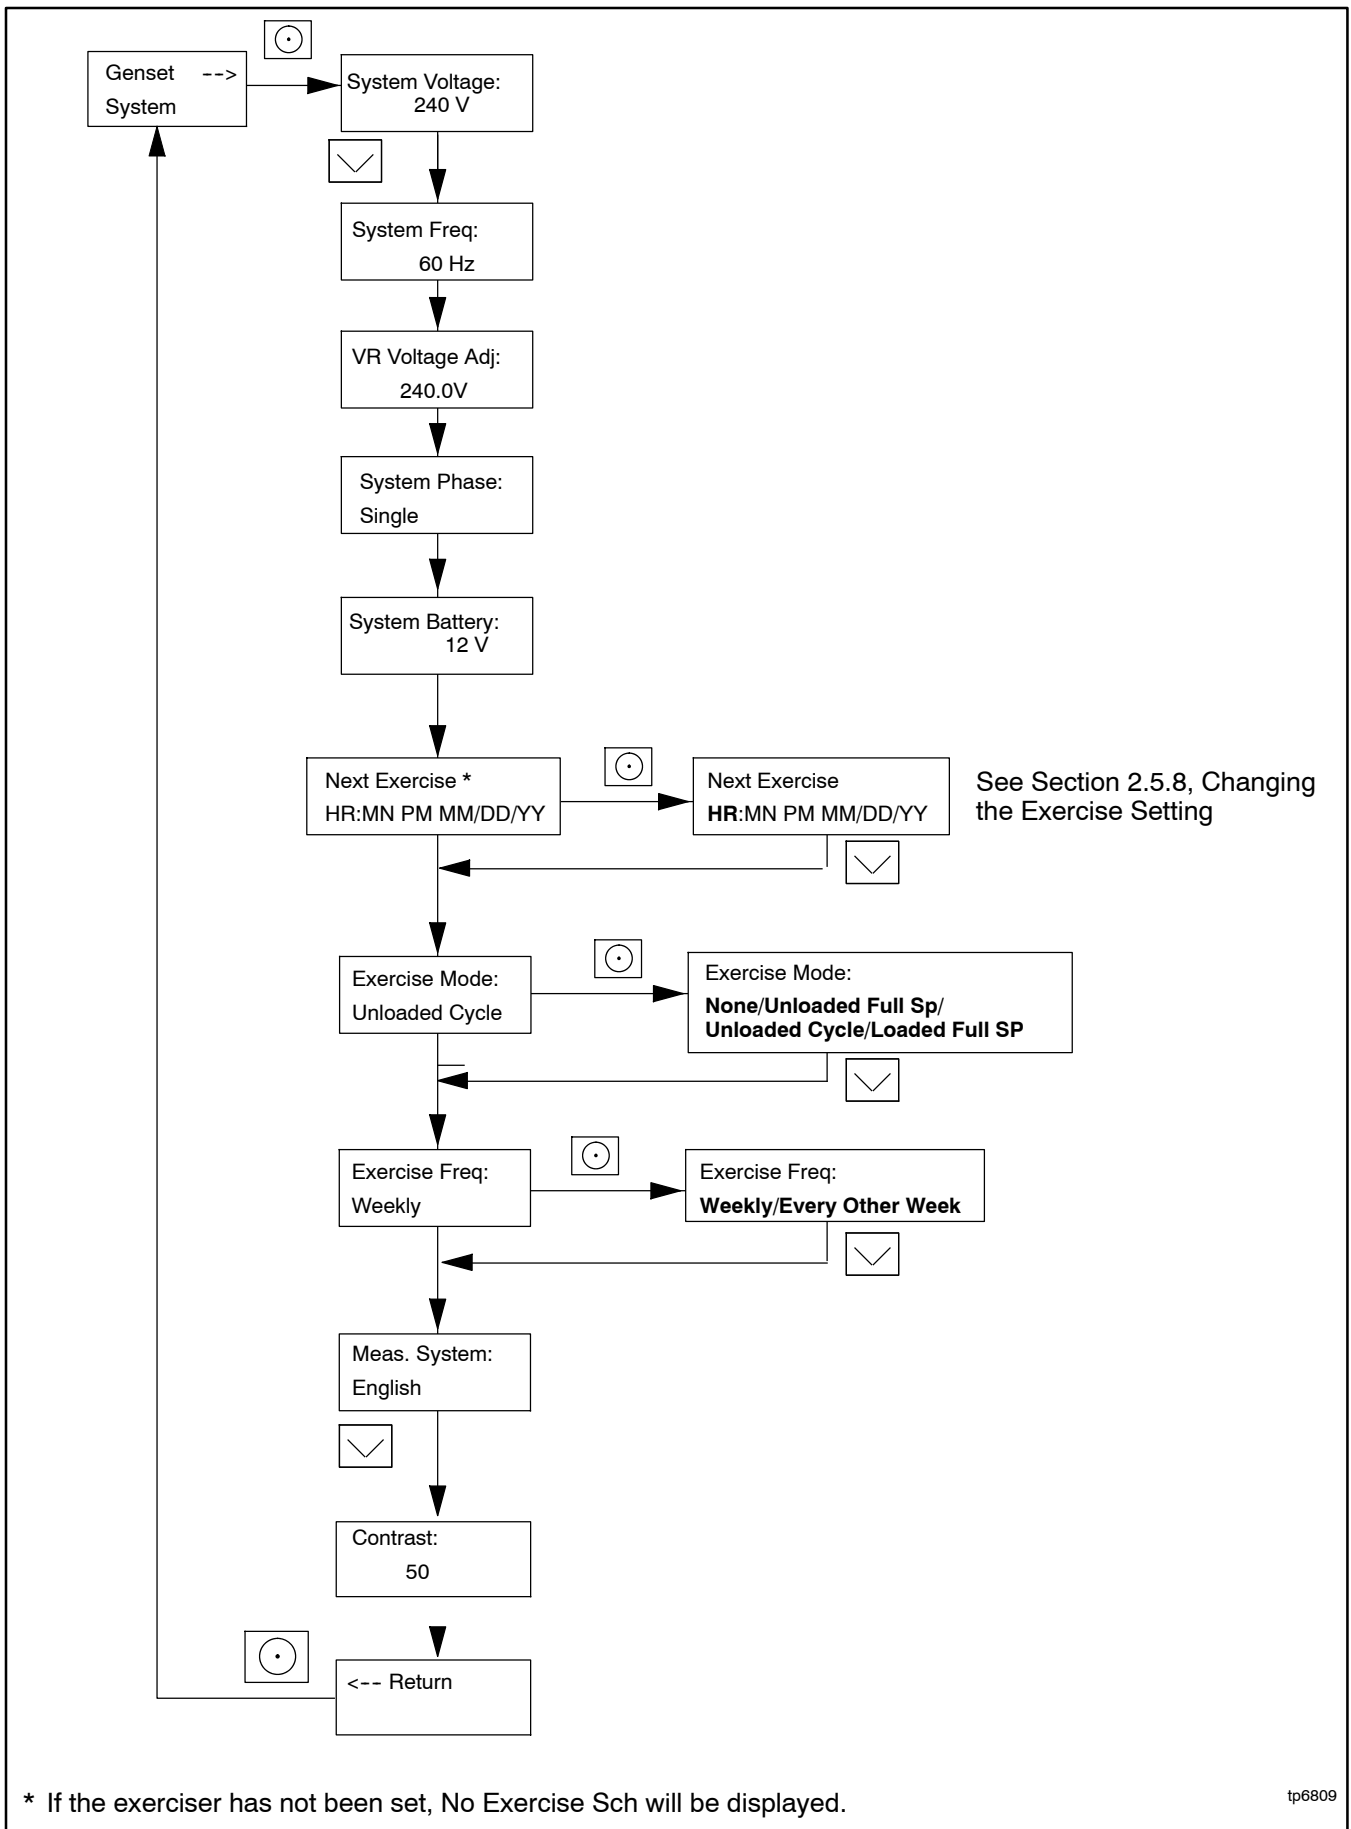 Genset -->
System
System Voltage:
240 V
System Freq:
60 Hz
VR Voltage Adj:
240.0V
System Phase:
Single
System Battery:
12 V
Next Exercise *
HR:MN PM MM/DD/YY
Next Exercise
HR:MN PM MM/DD/YY
See Section 2.5.8, Changing
the Exercise Setting
Exercise Mode:
Unloaded Cycle
Exercise Mode:
None/Unloaded Full Sp/
Unloaded Cycle/Loaded Full SP
Exercise Freq:
Weekly
Exercise Freq:
Weekly/Every Other Week
Meas. System:
English
Contrast:
50
<-- Return
* If the exerciser has not been set, No Exercise Sch will be displayed.
tp6809